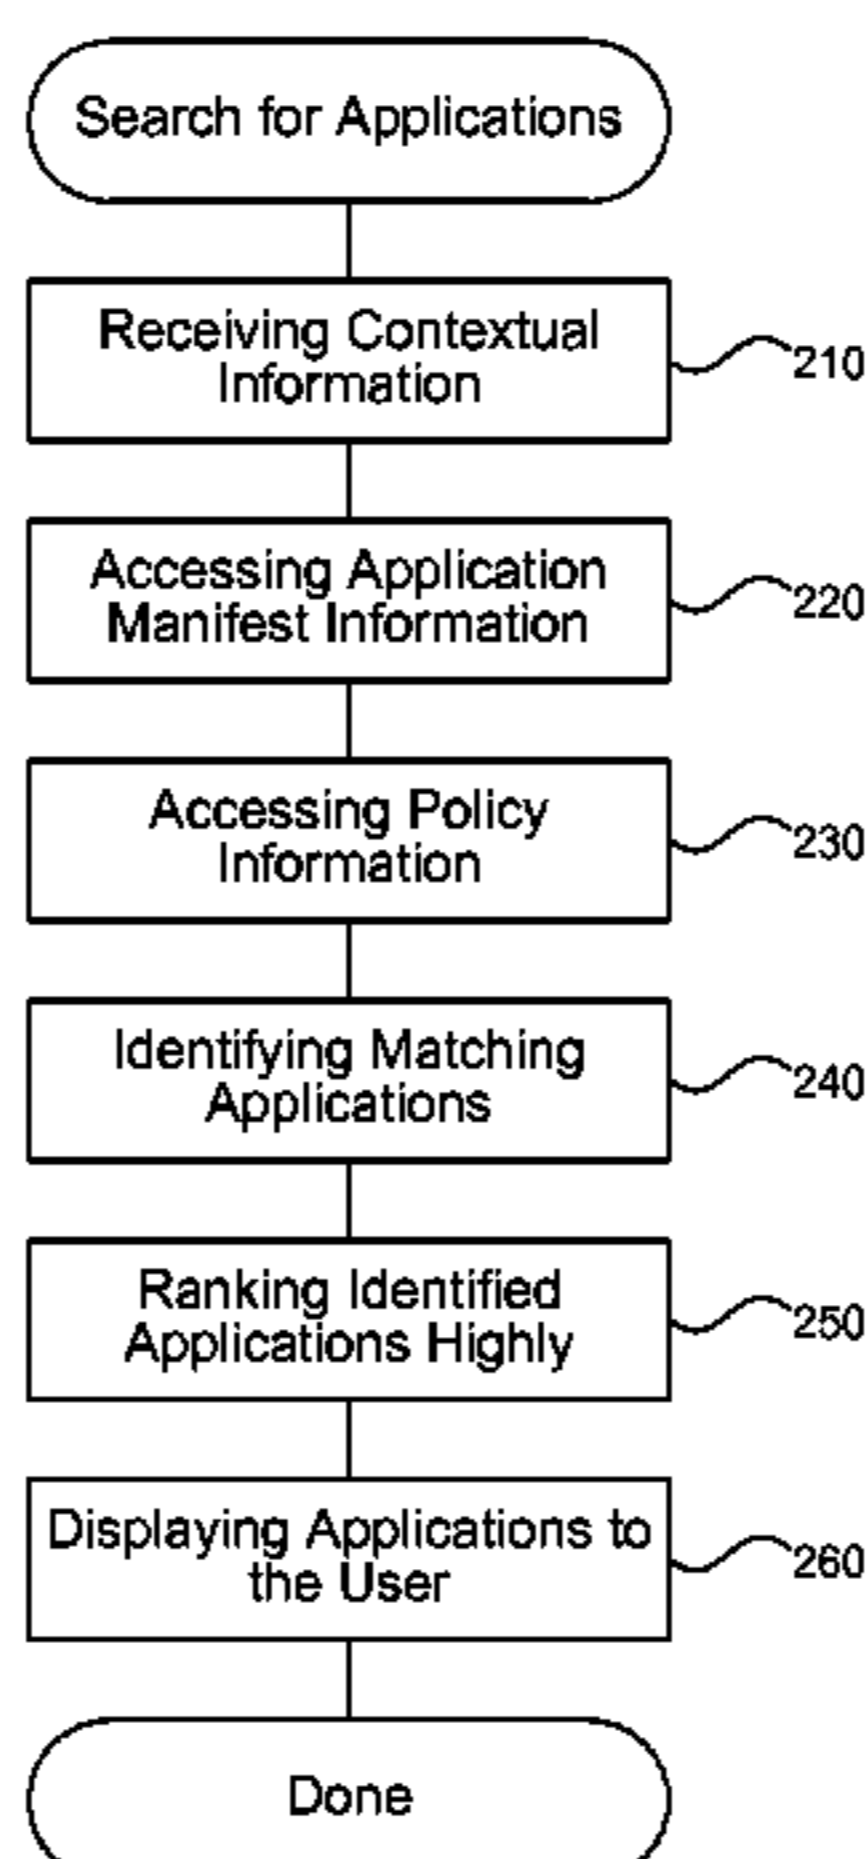 Search for Applications
Receiving Contextual
Information
210
Accessing Application
Manifest Information
220
Accessing Policy
Information
230
Identifying Matching
Applications
240
Ranking Identified
Applications Highly
250
Displaying Applications to
the User
260
Done